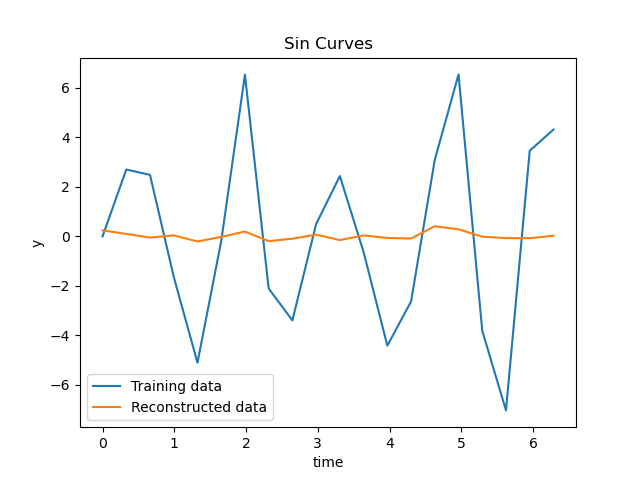 Sin Curves
6
4
2
0
−2
−4
−6
y
Training data
Reconstructed data
0 1 2 3 4 5 6
time